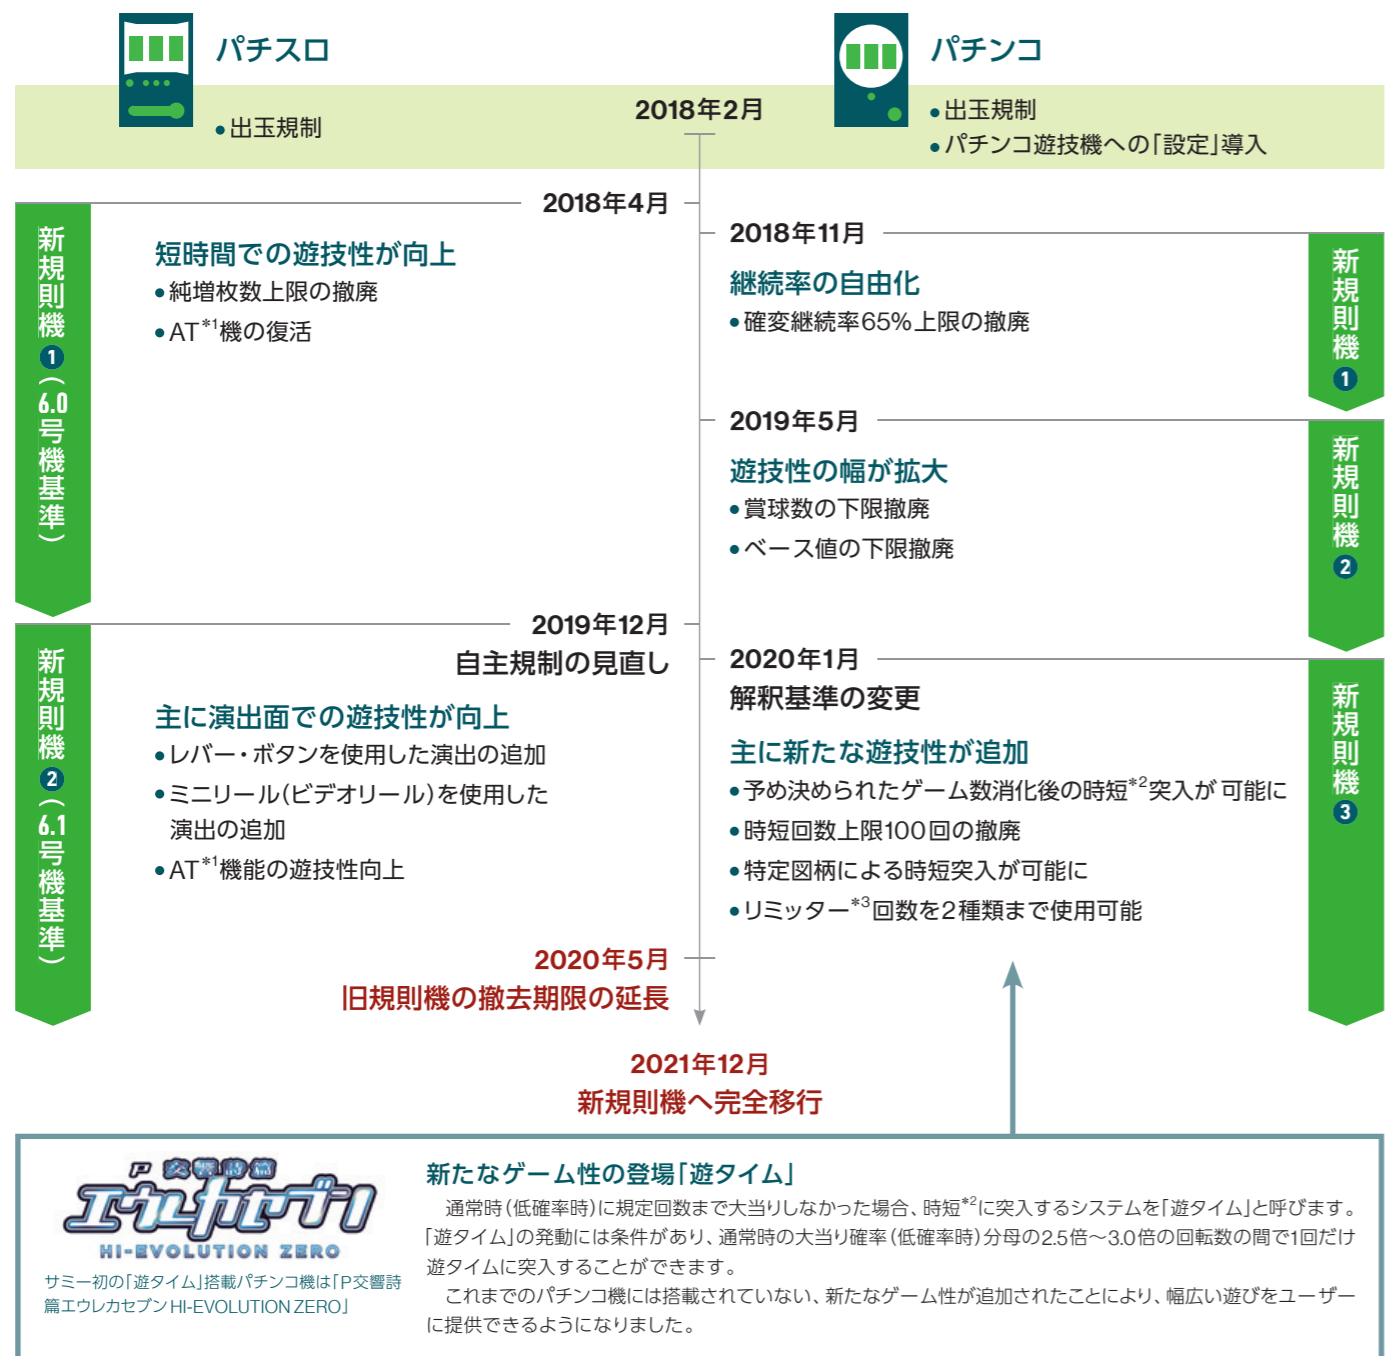 パチスロ
•出玉規制
2018年2月
パチンコ
•出玉規制
•パチンコ遊技機への「設定」導入
2018年4月
新規則機❶(6.0号機基準)
短時間での遊技性が向上
•純増枚数上限の撤廃
•AT*1機の復活
2018年11月
継続率の自由化
•確変継続率65%上限の撤廃
新規則機❶
2019年5月
遊技性の幅が拡大
•賞球数の下限撤廃
•ベース値の下限撤廃
新規則機❷
2019年12月
自主規制の見直し
新規則機❷(6.1号機基準)
主に演出面での遊技性が向上
•レバー・ボタンを使用した演出の追加
•ミニリール(ビデオリール)を使用した
演出の追加
•AT*1機能の遊技性向上
2020年1月
解釈基準の変更
主に新たな遊技性が追加
•予め決められたゲーム数消化後の時短*2突入が可能に
•時短回数上限100回の撤廃
•特定図柄による時短突入が可能に
•リミッター*3回数を2種類まで使用可能
新規則機❸
2020年5月
旧規則機の撤去期限の延長
2021年12月
新規則機へ完全移行
P 交響詩篇
エウレカセブン
HI-EVOLUTION ZERO
サミー初の「遊タイム」搭載パチンコ機は「P交響詩
篇エウレカセブン HI-EVOLUTION ZERO」
新たなゲーム性の登場「遊タイム」
通常時(低確率時)に規定回数まで大当りしなかった場合、時短*2に突入するシステムを「遊タイム」と呼びます。
「遊タイム」の発動には条件があり、通常時の大当り確率(低確率時)分母の2.5倍〜3.0倍の回転数の間で1回だけ
遊タイムに突入することができます。
これまでのパチンコ機には搭載されていない、新たなゲーム性が追加されたことにより、幅広い遊びをユーザー
に提供できるようになりました。